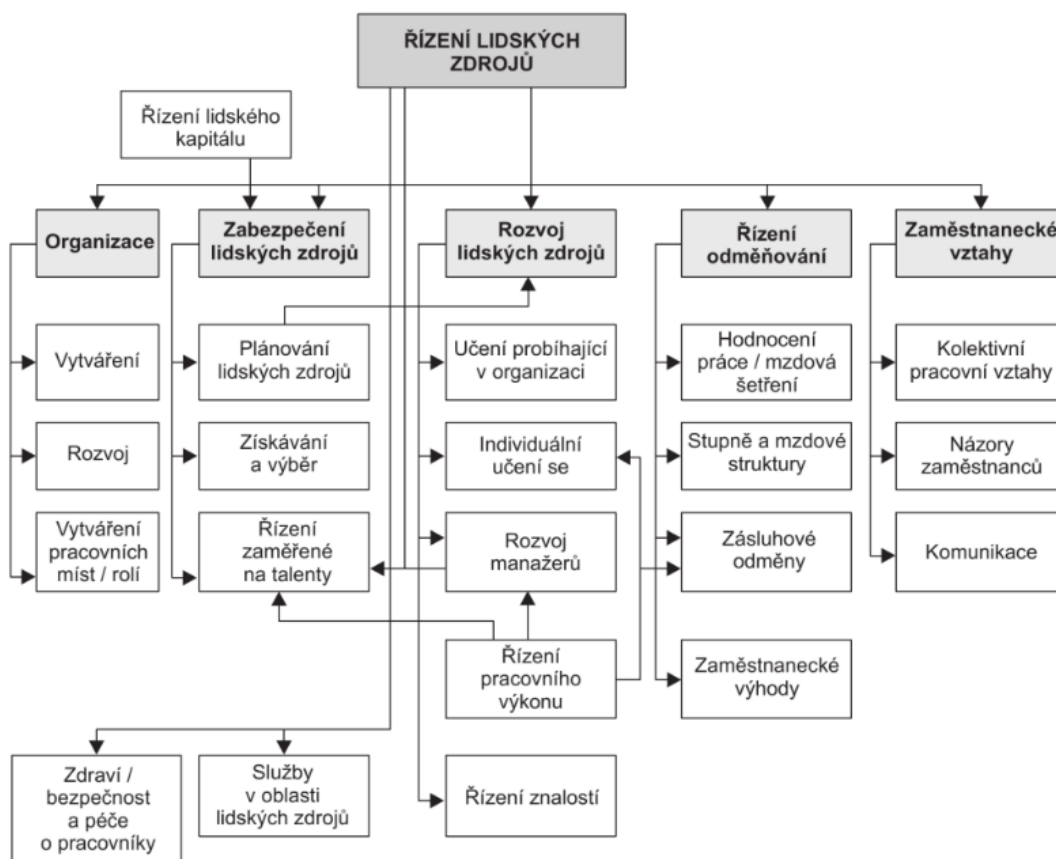 ŘÍZENÍ LIDSKÝCH
ZDROJŮ
Řízení lidského
kapitálu
Organizace
Zabezpečení
lidských zdrojů
Rozvoj
lidských zdrojů
Řízení
odměňování
Zaměstnanecké
vztahy
Vytváření
Plánování
lidských zdrojů
Učení probíhající
v organizaci
Hodnocení
práce / mzdová
šetření
Kolektivní
pracovní vztahy
Rozvoj
Získávání
a výběr
Individuální
učení se
Stupně a mzdové
struktury
Názory
zaměstnanců
Vytváření
pracovních
míst / rolí
Řízení
zaměřené
na talenty
Rozvoj
manažerů
Zásluhové
odměny
Komunikace
Řízení
pracovního
výkonu
Zaměstnanecké
výhody
Zdraví /
bezpečnost
a péče
o pracovníky
Služby
v oblasti
lidských zdrojů
Řízení znalostí